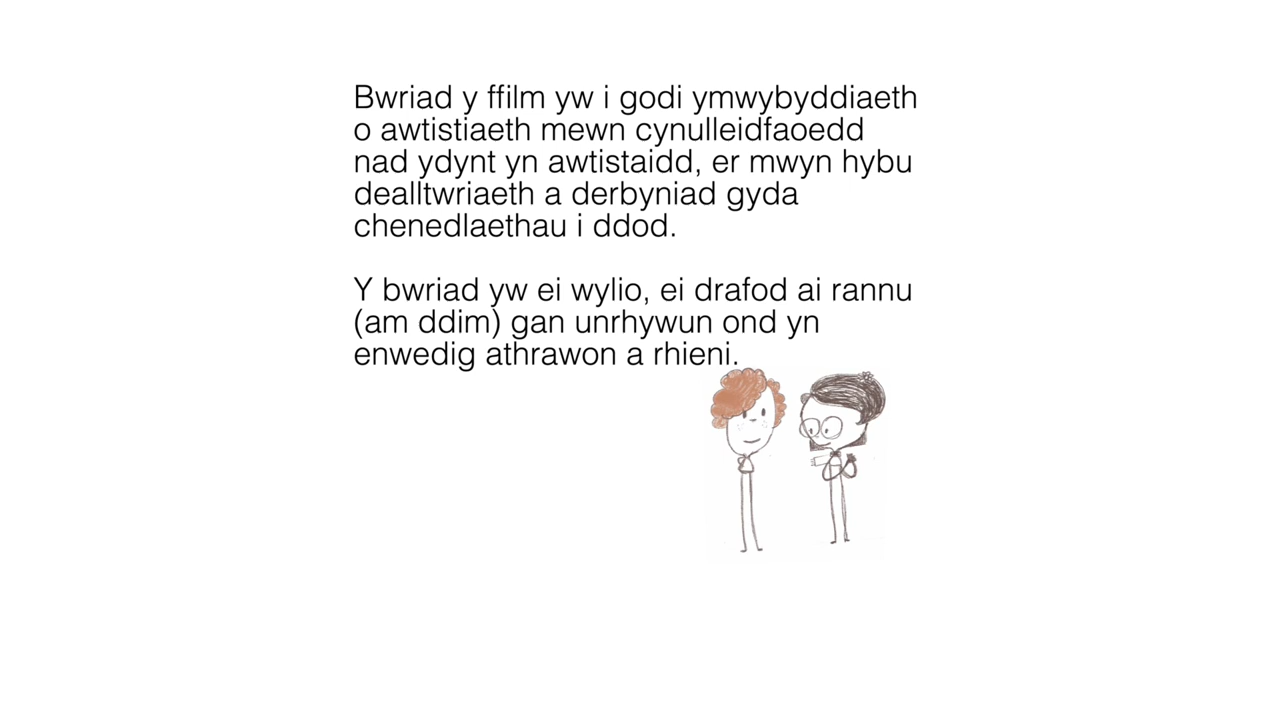 Bwriad y ffilm yw i godi ymwybyddiaeth
o awtistiaeth mewn cynulleidfaoedd
nad ydynt yn awtistaidd, er mwyn hybu
dealltwriaeth a derbyniad gyda
chenedlaethau i ddod.
Y bwriad yw ei wylio, ei drafod ai rannu
(am ddim) gan unrhywun ond yn
enwedig athrawon a rhieni.